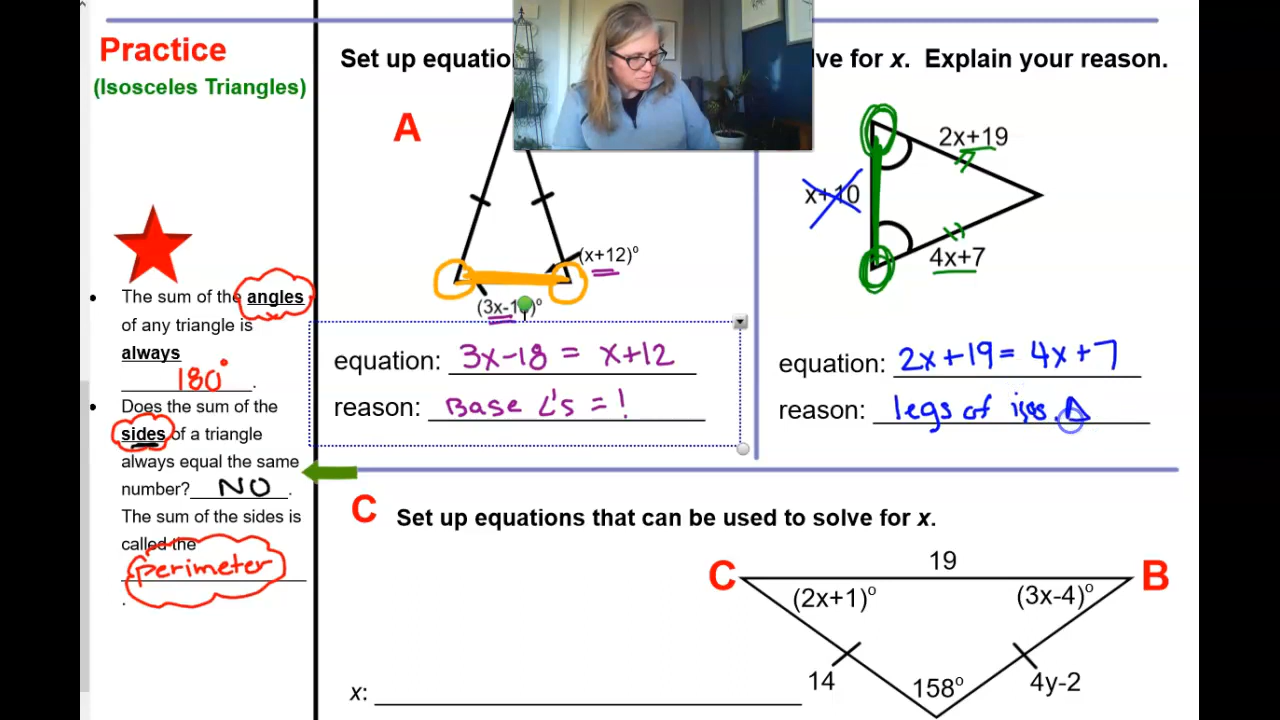 Practice
(Isosceles Triangles)
The sum of the angles
of any triangle is
always
180°.
Does the sum of the
sides of a triangle
always equal the same
number? NO.
The sum of the sides is
called the
perimeter
.
Set up equatio
lve for x. Explain your reason.
A
(x+12)º
(3x-1 )º
equation: 3x-18 = x+12
reason: Base ∠'s = !
2x+19
x+10
4x+7
equation: 2x+19 = 4x+7
reason: legs of isos. Δ
C Set up equations that can be used to solve for x.
19
C
B
(2x+1)º
(3x-4)º
14
158º
4y-2
x: